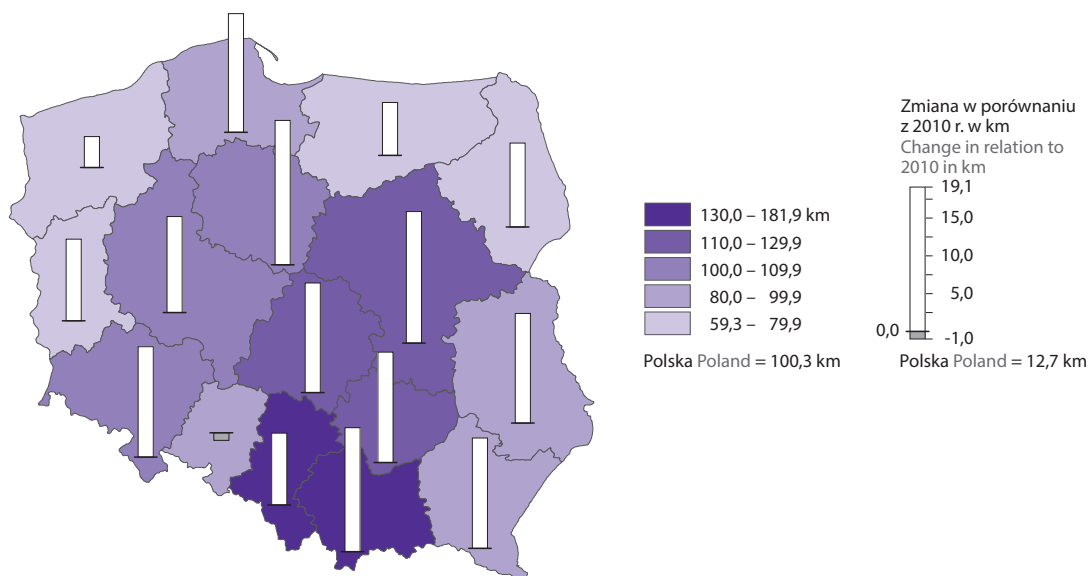 130,0 – 181,9 km
110,0 – 129,9
100,0 – 109,9
80,0 – 99,9
59,3 – 79,9
Polska Poland = 100,3 km
Zmiana w porównaniu
z 2010 r. w km
Change in relation to
2010 in km
19,1
15,0
10,0
5,0
0,0
-1,0
Polska Poland = 12,7 km